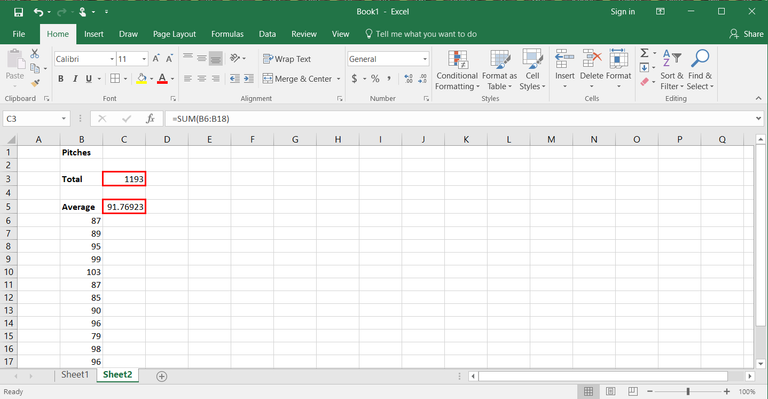 Book1 - Excel
Sign in
File Home Insert Draw Page Layout Formulas Data Review View Tell me what you want to do Share
Paste
Calibri 11
B I U A
Wrap Text
Merge & Center
General
$ % ,
Conditional Formatting
Format as Table
Cell Styles
Insert Delete Format
Sort & Filter
Find & Select
Clipboard Font Alignment Number Styles Cells Editing
C3 fx =SUM(B6:B18)
A B C D E F G H I J K L M N O P Q
1 Pitches
2
3 Total 1193
4
5 Average 91.76923
6 87
7 89
8 95
9 99
10 103
11 87
12 85
13 90
14 96
15 79
16 98
17 96
Sheet1 Sheet2
Ready 100%